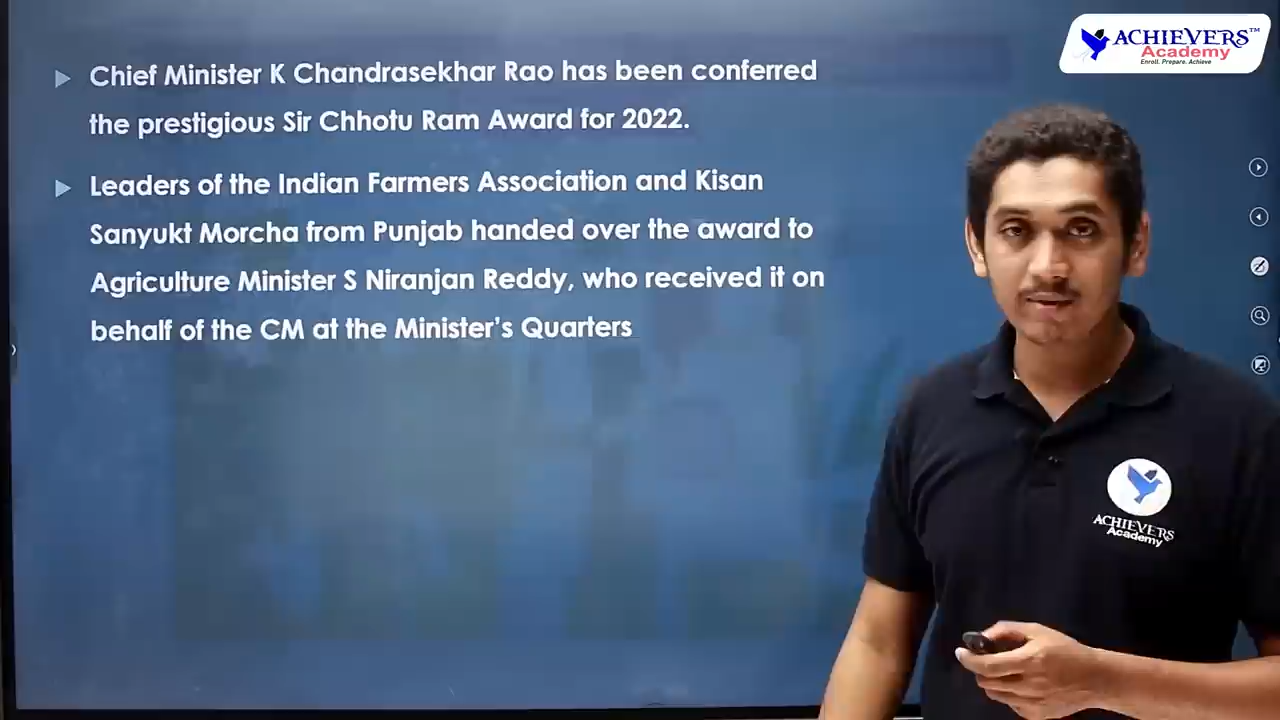 ACHIEVERS™
Academy
Enroll. Prepare. Achieve
Chief Minister K Chandrasekhar Rao has been conferred
the prestigious Sir Chhotu Ram Award for 2022.
Leaders of the Indian Farmers Association and Kisan
Sanyukt Morcha from Punjab handed over the award to
Agriculture Minister S Niranjan Reddy, who received it on
behalf of the CM at the Minister's Quarters
ACHIEVERS
Academy